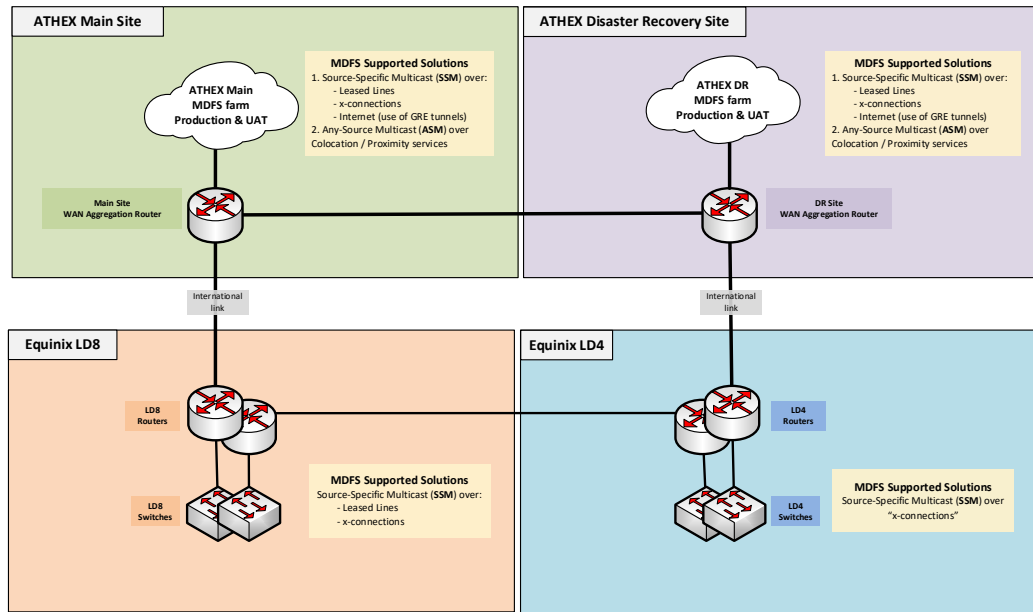 ATHEX Main Site
MDFS Supported Solutions
1. Source-Specific Multicast (SSM) over:
- Leased Lines
- x-connections
- Internet (use of GRE tunnels)
2. Any-Source Multicast (ASM) over
Colocation / Proximity services
ATHEX Main
MDFS farm
Production & UAT
Main Site
WAN Aggregation Router
ATHEX Disaster Recovery Site
ATHEX DR
MDFS farm
Production & UAT
MDFS Supported Solutions
1. Source-Specific Multicast (SSM) over:
- Leased Lines
- x-connections
- Internet (use of GRE tunnels)
2. Any-Source Multicast (ASM) over
Colocation / Proximity services
DR Site
WAN Aggregation Router
International
link
International
link
Equinix LD8
LD8
Routers
LD8
Switches
MDFS Supported Solutions
Source-Specific Multicast (SSM) over:
- Leased Lines
- x-connections
Equinix LD4
LD4
Routers
LD4
Switches
MDFS Supported Solutions
Source-Specific Multicast (SSM) over
“x-connections”